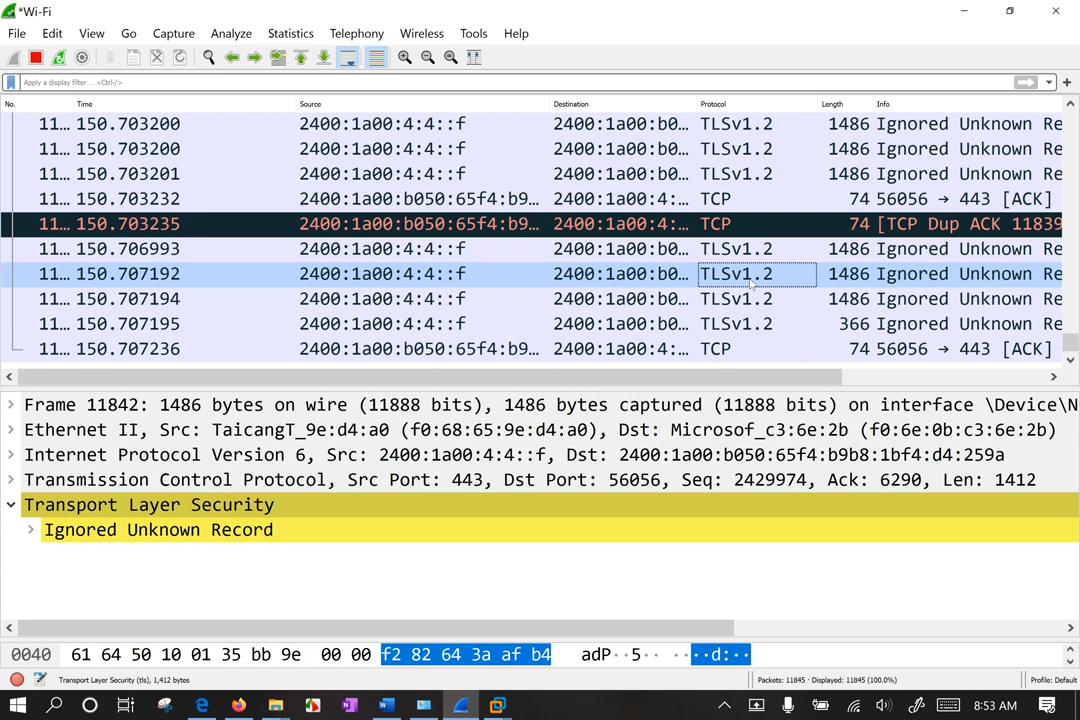 *Wi-Fi
File Edit View Go Capture Analyze Statistics Telephony Wireless Tools Help
Apply a display filter ... <Ctrl-/>
No. Time Source Destination Protocol Length Info
11... 150.703200 2400:1a00:4:4::f 2400:1a00:b0... TLSv1.2 1486 Ignored Unknown Re
11... 150.703200 2400:1a00:4:4::f 2400:1a00:b0... TLSv1.2 1486 Ignored Unknown Re
11... 150.703201 2400:1a00:4:4::f 2400:1a00:b0... TLSv1.2 1486 Ignored Unknown Re
11... 150.703232 2400:1a00:b050:65f4:b9... 2400:1a00:4:... TCP 74 56056 → 443 [ACK]
11... 150.703235 2400:1a00:b050:65f4:b9... 2400:1a00:4:... TCP 74 [TCP Dup ACK 11839
11... 150.706993 2400:1a00:4:4::f 2400:1a00:b0... TLSv1.2 1486 Ignored Unknown Re
11... 150.707192 2400:1a00:4:4::f 2400:1a00:b0... TLSv1.2 1486 Ignored Unknown Re
11... 150.707194 2400:1a00:4:4::f 2400:1a00:b0... TLSv1.2 1486 Ignored Unknown Re
11... 150.707195 2400:1a00:4:4::f 2400:1a00:b0... TLSv1.2 366 Ignored Unknown Re
11... 150.707236 2400:1a00:b050:65f4:b9... 2400:1a00:4:... TCP 74 56056 → 443 [ACK]
Frame 11842: 1486 bytes on wire (11888 bits), 1486 bytes captured (11888 bits) on interface \Device\N
Ethernet II, Src: TaicangT_9e:d4:a0 (f0:68:65:9e:d4:a0), Dst: Microsof_c3:6e:2b (f0:6e:0b:c3:6e:2b)
Internet Protocol Version 6, Src: 2400:1a00:4:4::f, Dst: 2400:1a00:b050:65f4:b9b8:1bf4:d4:259a
Transmission Control Protocol, Src Port: 443, Dst Port: 56056, Seq: 2429974, Ack: 6290, Len: 1412
Transport Layer Security
Ignored Unknown Record
0040 61 64 50 10 01 35 bb 9e 00 00 f2 82 64 3a af b4 adP··5·· ····d:··
Transport Layer Security (tls), 1,412 bytes Packets: 11845 · Displayed: 11845 (100.0%) Profile: Default
8:53 AM